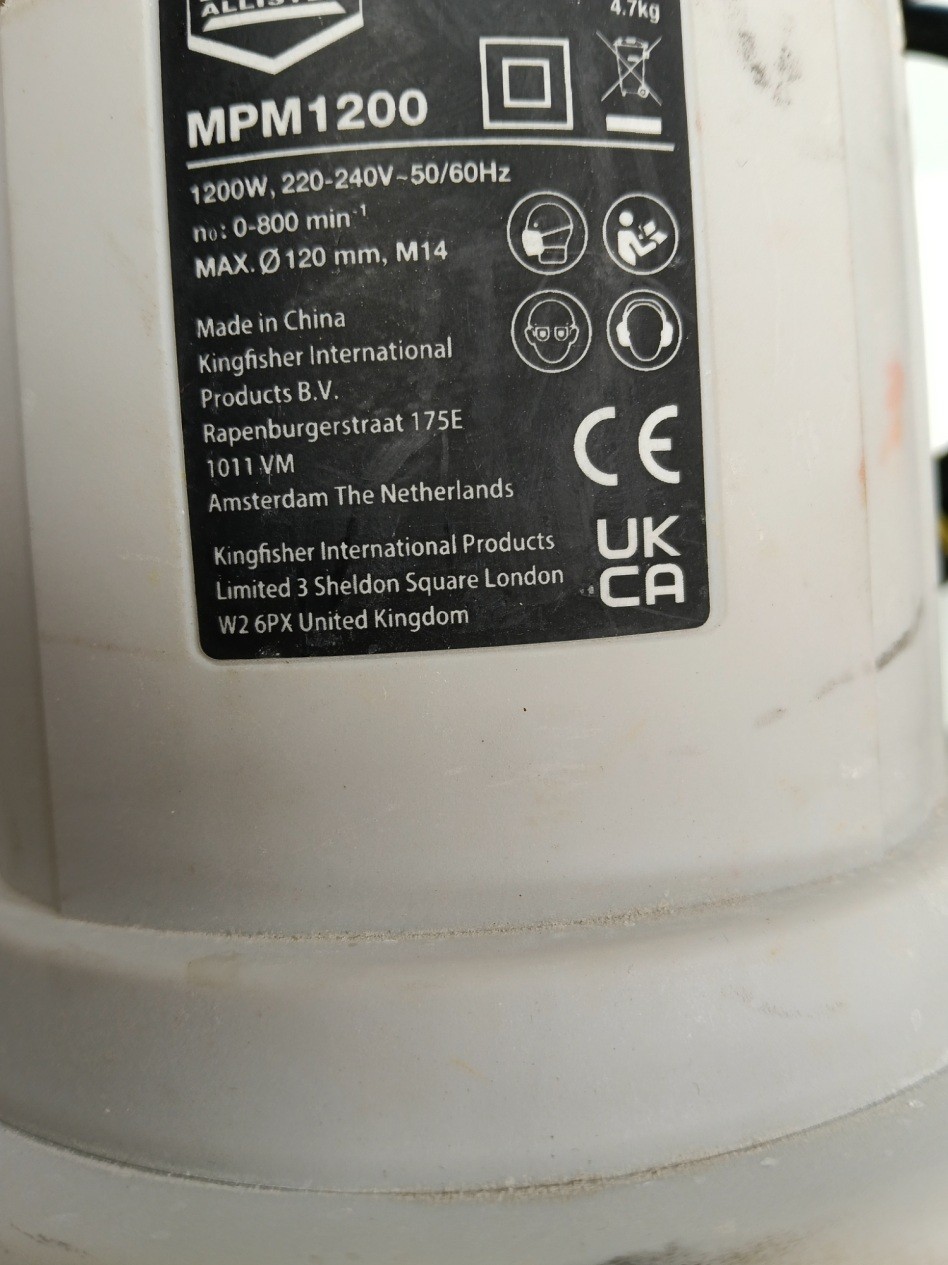 4.7kg
MPM1200
1200W, 220-240V~50/60Hz
n₀: 0-800 min⁻¹
MAX. Ø120 mm, M14
Made in China
Kingfisher International
Products B.V.
Rapenburgerstraat 175E
1011 VM
Amsterdam The Netherlands
CE
Kingfisher International Products
Limited 3 Sheldon Square London
W2 6PX United Kingdom
UK
CA